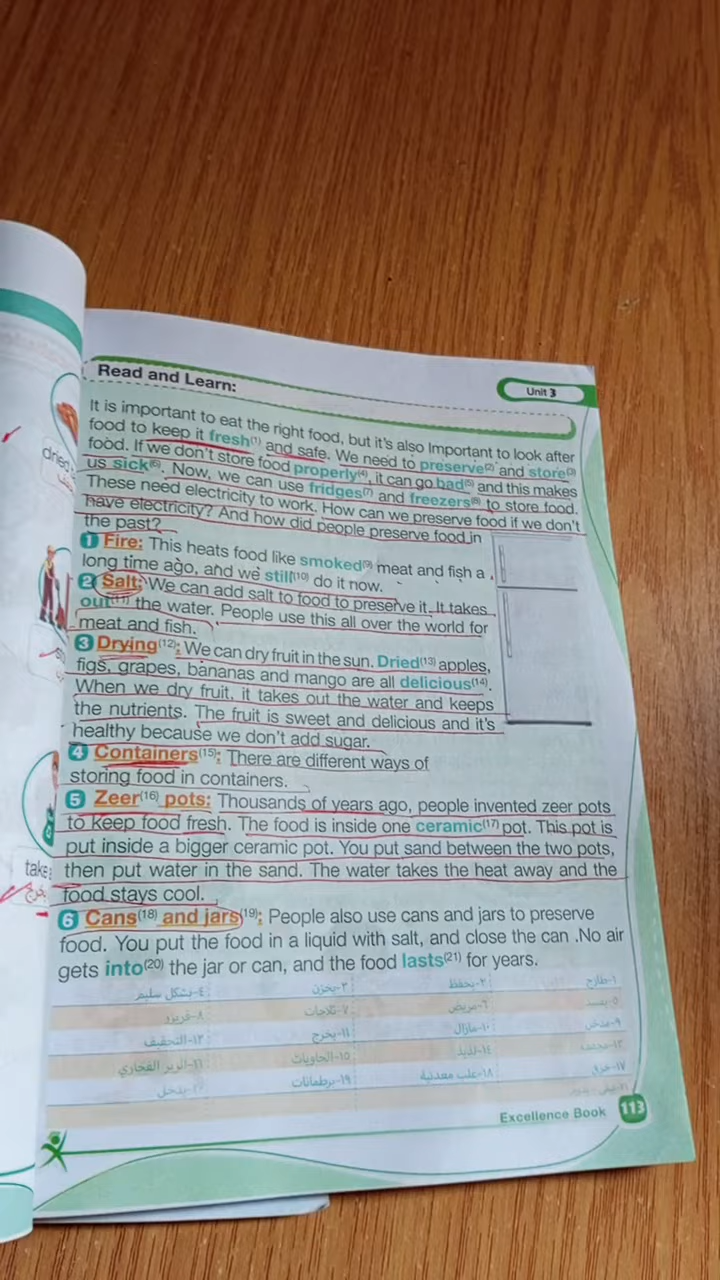 Read and Learn:
Unit 3
It is important to eat the right food, but it's also Important to look after
food to keep it fresh(1) and safe. We need to preserve(2) and store(3)
food. If we don't store food properly(4), it can go bad(5) and this makes
us sick(6). Now, we can use fridges(7) and freezers(8) to store food.
These need electricity to work. How can we preserve food if we don't
have electricity? And how did people preserve food in
the past?
1 Fire: This heats food like smoked(9) meat and fish a
long time ago, and we still(10) do it now.
2 Salt: We can add salt to food to preserve it. It takes
out(11) the water. People use this all over the world for
meat and fish.
3 Drying(12): We can dry fruit in the sun. Dried(13) apples,
figs, grapes, bananas and mango are all delicious(14).
When we dry fruit, it takes out the water and keeps
the nutrients. The fruit is sweet and delicious and it's
healthy because we don't add sugar.
4 Containers(15): There are different ways of
storing food in containers.
5 Zeer(16) pots: Thousands of years ago, people invented zeer pots
to keep food fresh. The food is inside one ceramic(17) pot. This pot is
put inside a bigger ceramic pot. You put sand between the two pots,
then put water in the sand. The water takes the heat away and the
food stays cool.
6 Cans(18) and jars(19): People also use cans and jars to preserve
food. You put the food in a liquid with salt, and close the can .No air
gets into(20) the jar or can, and the food lasts(21) for years.
١-طازج ٢-يحفظ ٣-يخزن ٤-بشكل سليم
٥-يفسد ٦-مريض ٧-ثلاجات ٨-فريزر
٩-مدخن ١٠-مازال ١١-يخرج ١٢-التجفيف
١٣-مجفف ١٤-لذيذ ١٥-الحاويات ١٦-الزير الفخاري
١٧-خزف ١٨-علب معدنية ١٩-برطمانات ٢٠-يدخل
Excellence Book 113
dried
take
يخرج